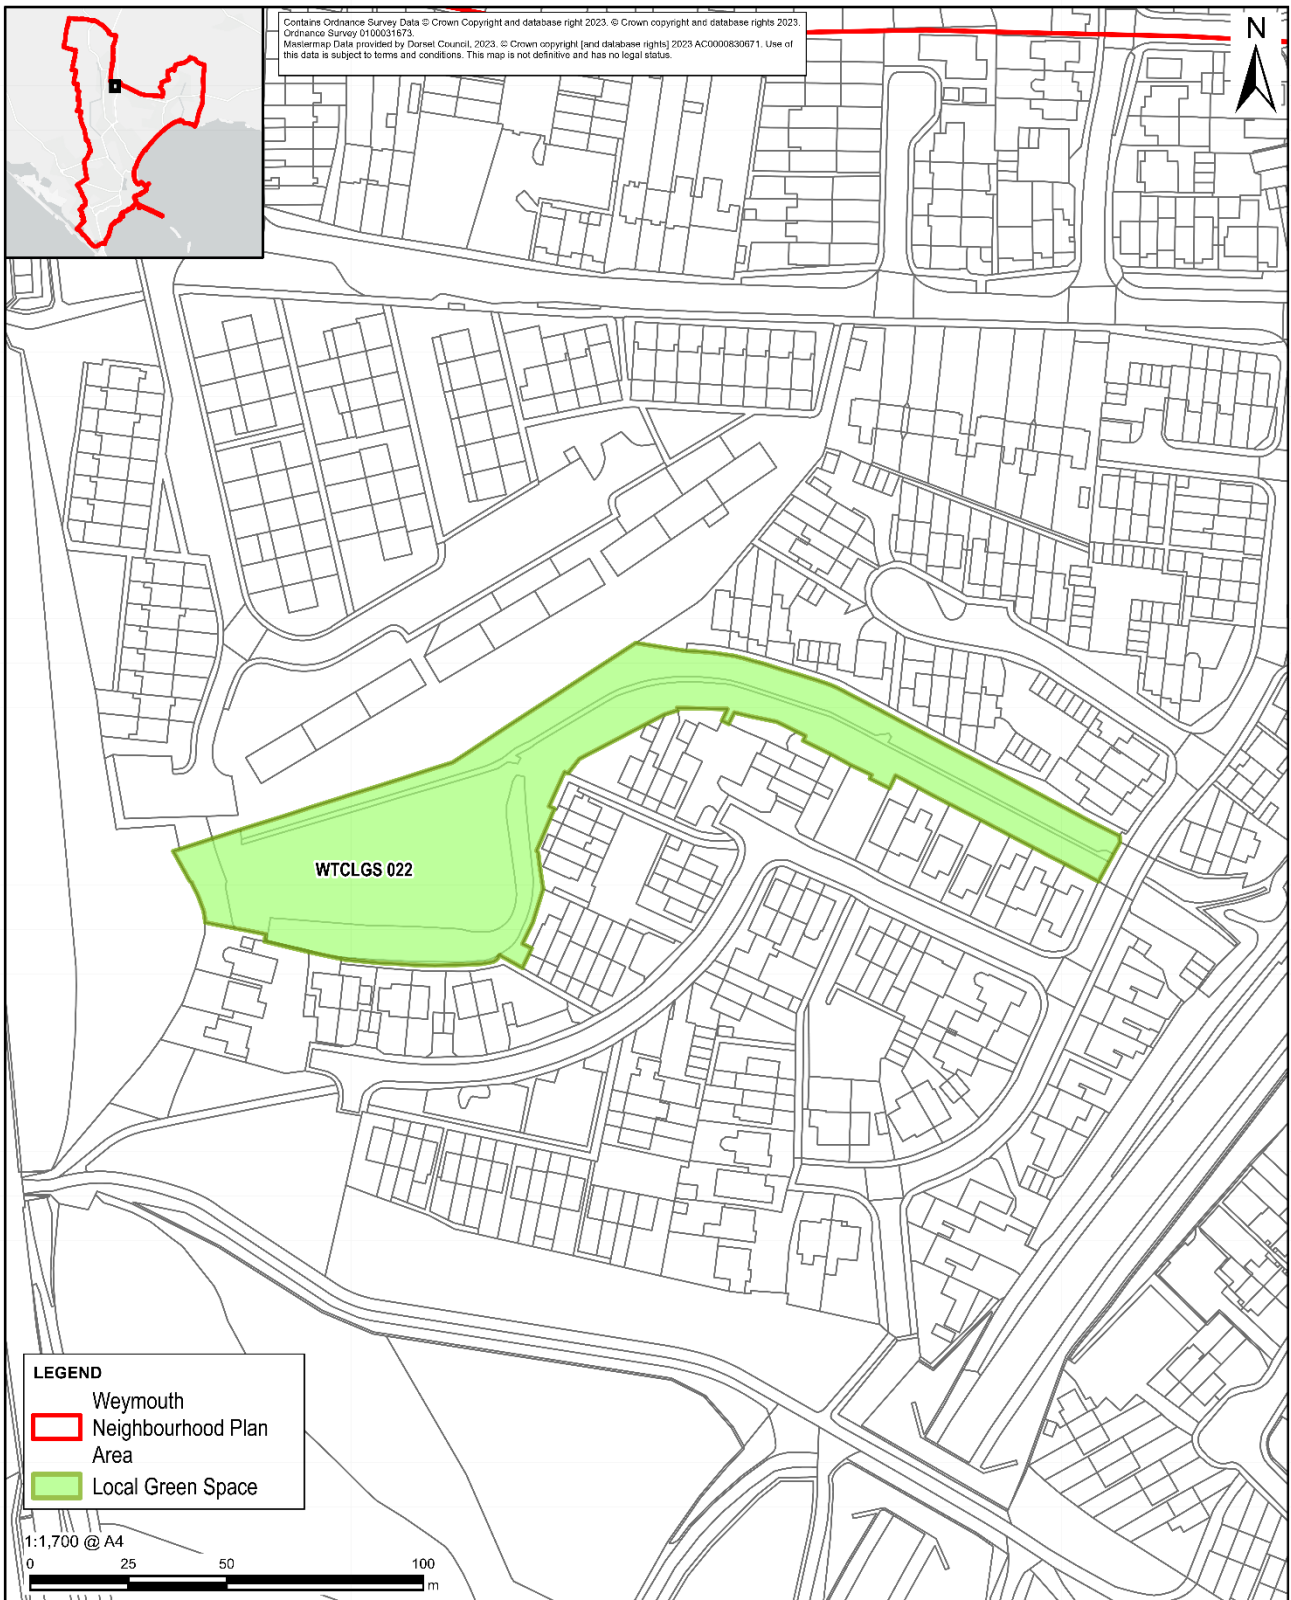 Contains Ordnance Survey Data © Crown Copyright and database right 2023. © Crown copyright and database rights 2023.
Ordnance Survey 0100031673.
Mastermap Data provided by Dorset Council, 2023. © Crown copyright [and database rights] 2023 AC0000830671. Use of
this data is subject to terms and conditions. This map is not definitive and has no legal status.
N
WTCLGS 022
LEGEND
Weymouth
Neighbourhood Plan
Area
Local Green Space
1:1,700 @ A4
0 25 50 100
m